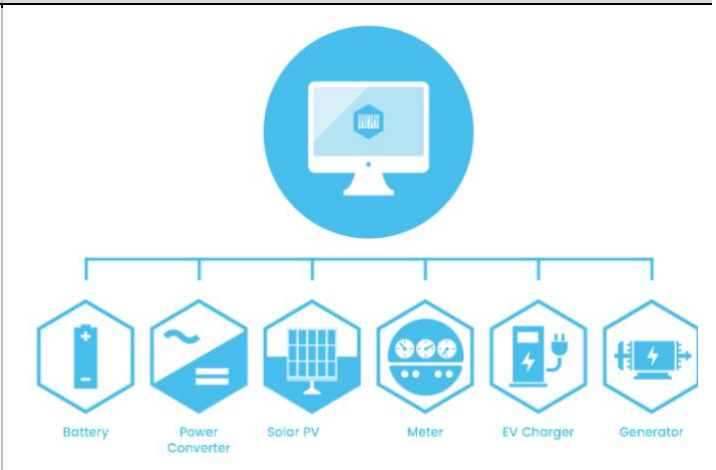 Battery
Power
Converter
Solar PV
Meter
EV Charger
Generator